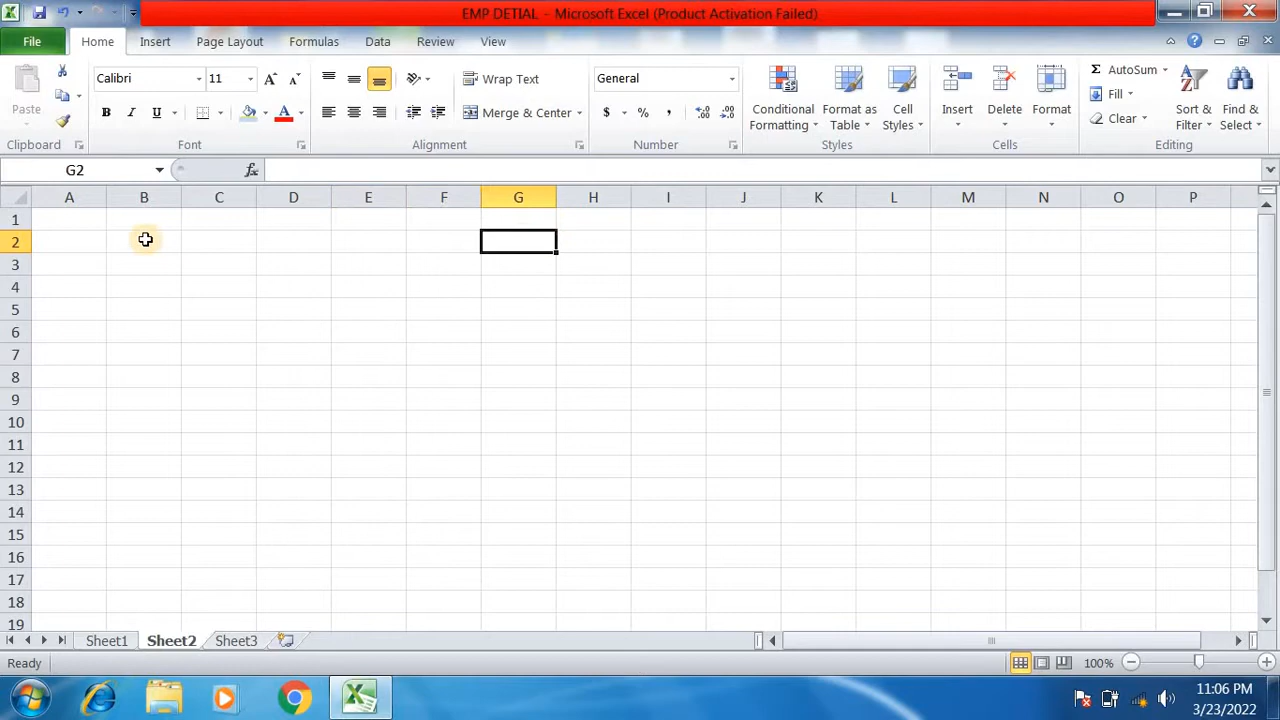 EMP DETIAL - Microsoft Excel (Product Activation Failed)
File Home Insert Page Layout Formulas Data Review View
Paste
Clipboard
Calibri 11
B I U A
Font
Wrap Text
Merge & Center
Alignment
General
$ % ,
Number
Conditional Formatting
Format as Table
Cell Styles
Styles
Insert
Delete
Format
Cells
AutoSum
Fill
Clear
Sort & Filter
Find & Select
Editing
G2 fx
A B C D E F G H I J K L M N O P
1
2
3
4
5
6
7
8
9
10
11
12
13
14
15
16
17
18
19
Sheet1 Sheet2 Sheet3
Ready 100%
11:06 PM
3/23/2022